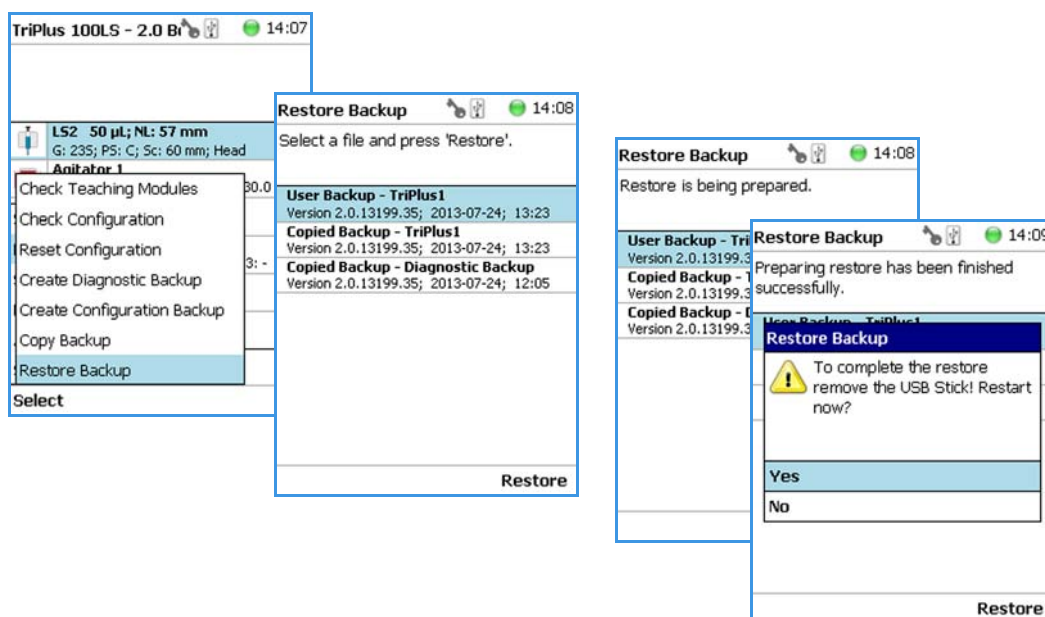 TriPlus 100LS - 2.0 B 14:07
LS2 50 µL; NL: 57 mm
G: 235; PS: C; Sc: 60 mm; Head
Agitator 1
30.0
3: -
Check Teaching Modules
Check Configuration
Reset Configuration
Create Diagnostic Backup
Create Configuration Backup
Copy Backup
Restore Backup
Select
Restore Backup 14:08
Select a file and press 'Restore'.
User Backup - TriPlus1
Version 2.0.13199.35; 2013-07-24; 13:23
Copied Backup - TriPlus1
Version 2.0.13199.35; 2013-07-24; 13:23
Copied Backup - Diagnostic Backup
Version 2.0.13199.35; 2013-07-24; 12:05
Restore
Restore Backup 14:08
Restore is being prepared.
User Backup - Tri
Version 2.0.13199.3
Copied Backup -
Version 2.0.13199.3
Copied Backup -
Version 2.0.13199.3
Restore Backup 14:09
Preparing restore has been finished
successfully.
User Backup - TriPlus1
Restore Backup
To complete the restore
remove the USB Stick! Restart
now?
Yes
No
Restore